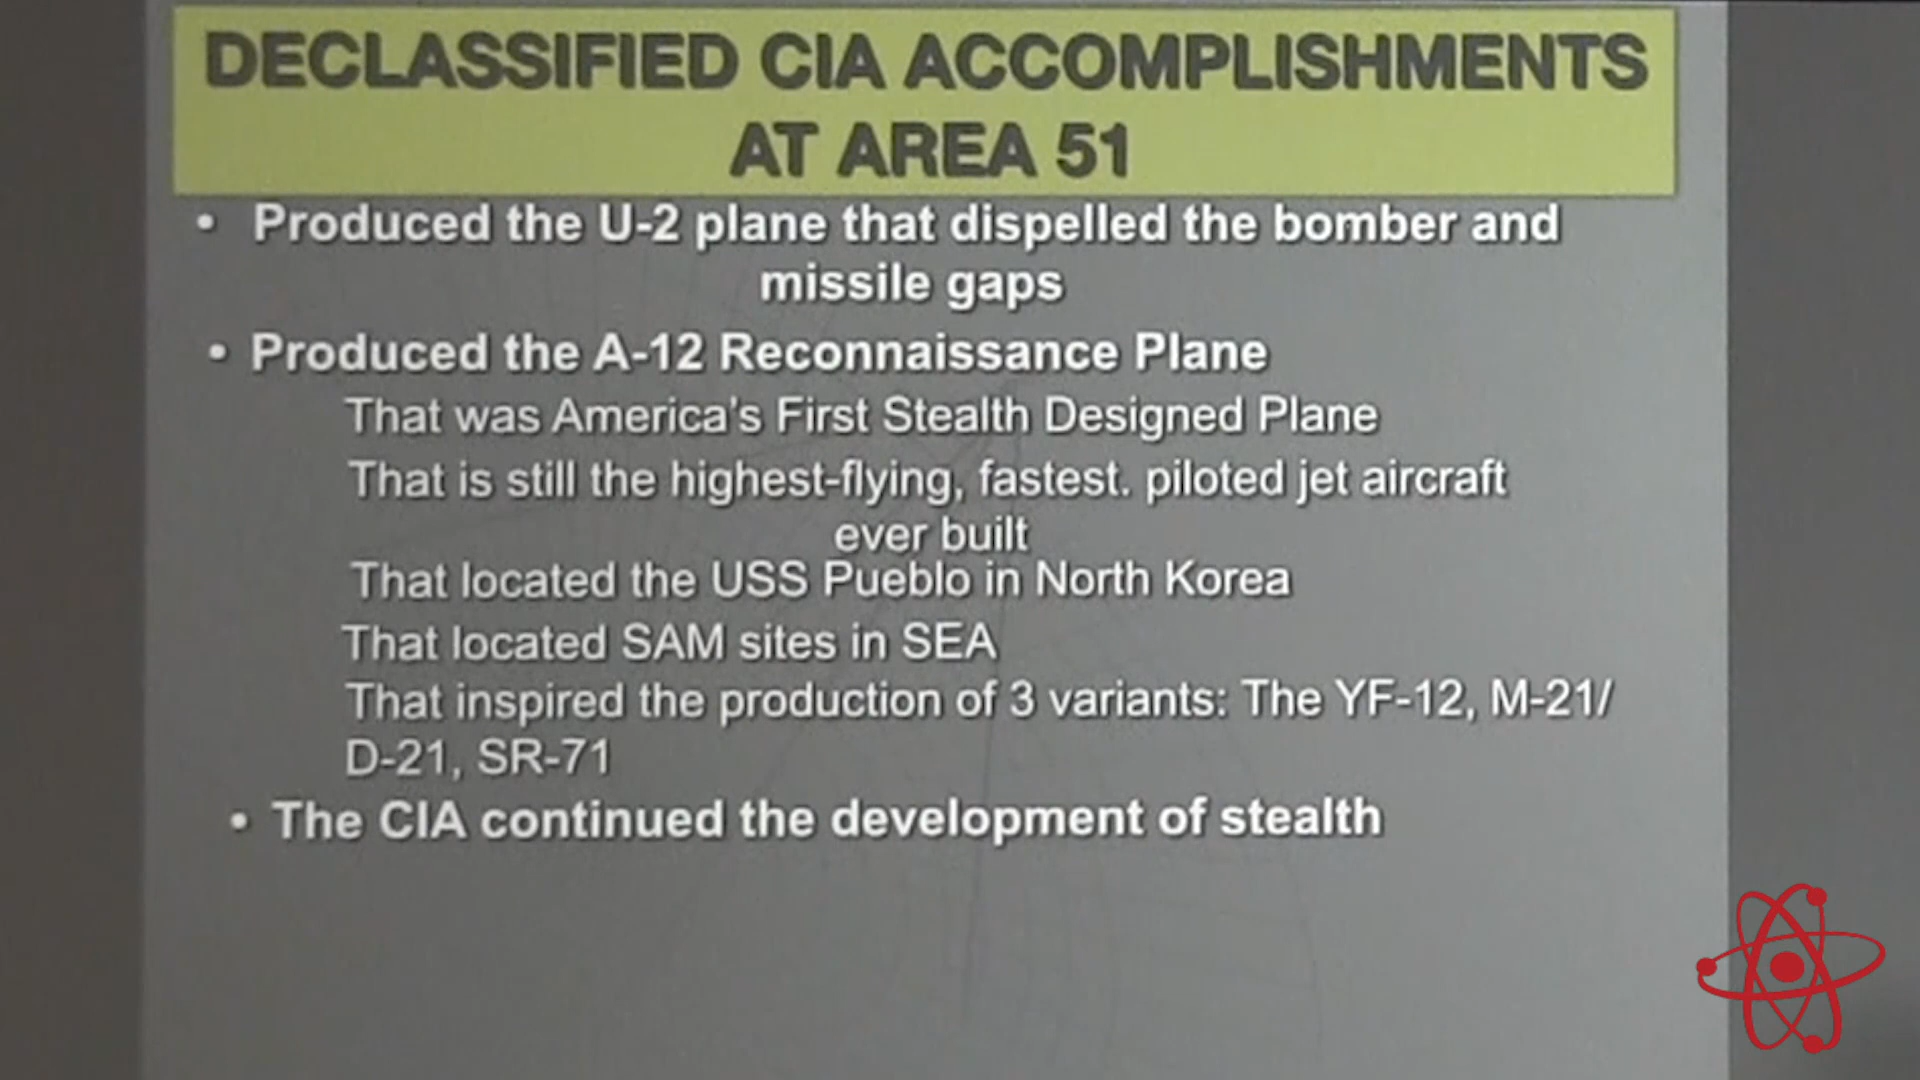 DECLASSIFIED CIA ACCOMPLISHMENTS
AT AREA 51
• Produced the U-2 plane that dispelled the bomber and
missile gaps
• Produced the A-12 Reconnaissance Plane
That was America's First Stealth Designed Plane
That is still the highest-flying, fastest. piloted jet aircraft
ever built
That located the USS Pueblo in North Korea
That located SAM sites in SEA
That inspired the production of 3 variants: The YF-12, M-21/
D-21, SR-71
• The CIA continued the development of stealth